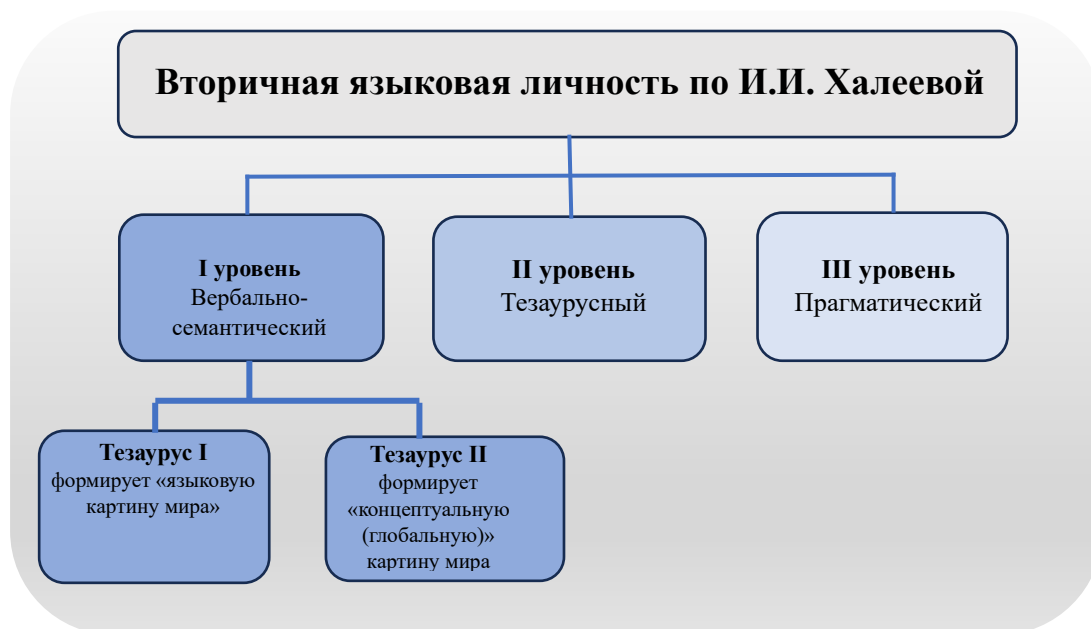 Вторичная языковая личность по И.И. Халеевой
I уровень
Вербально-
семантический
II уровень
Тезаурусный
III уровень
Прагматический
Тезаурус I
формирует «языковую
картину мира»
Тезаурус II
формирует
«концептуальную
(глобальную)»
картину мира